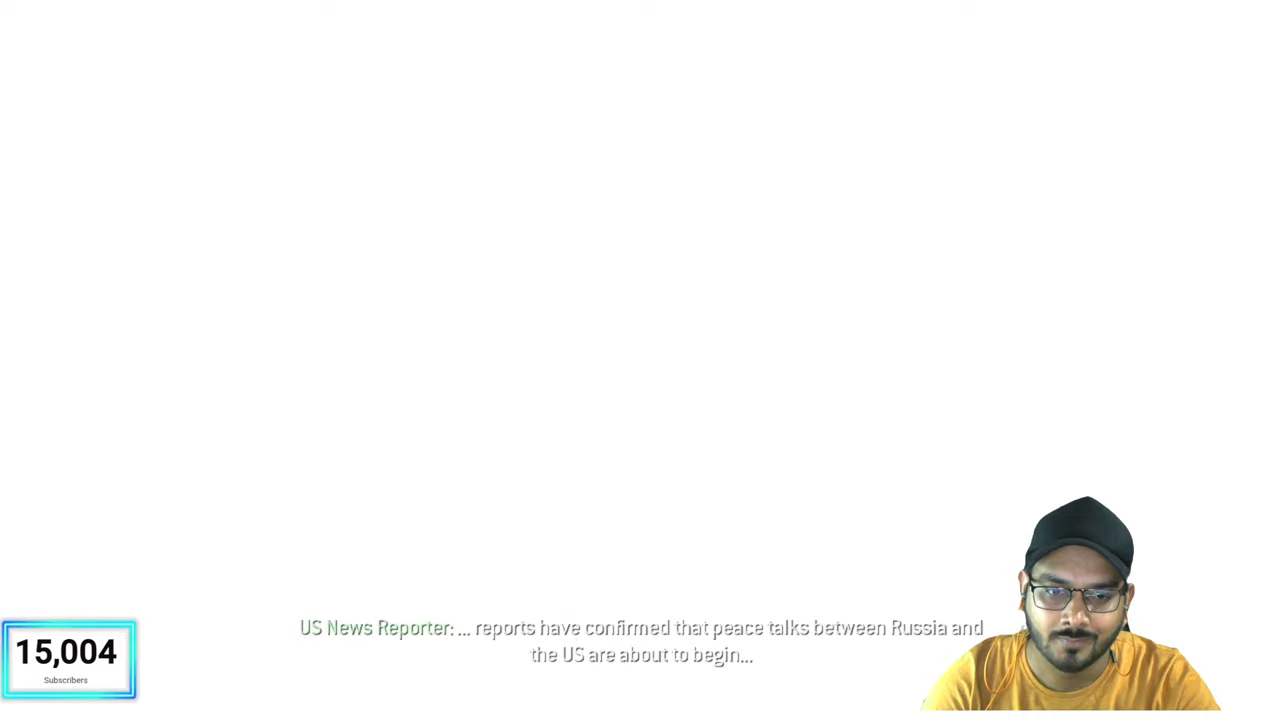 US News Reporter: ... reports have confirmed that peace talks between Russia and
the US are about to begin...
15,004
Subscribers